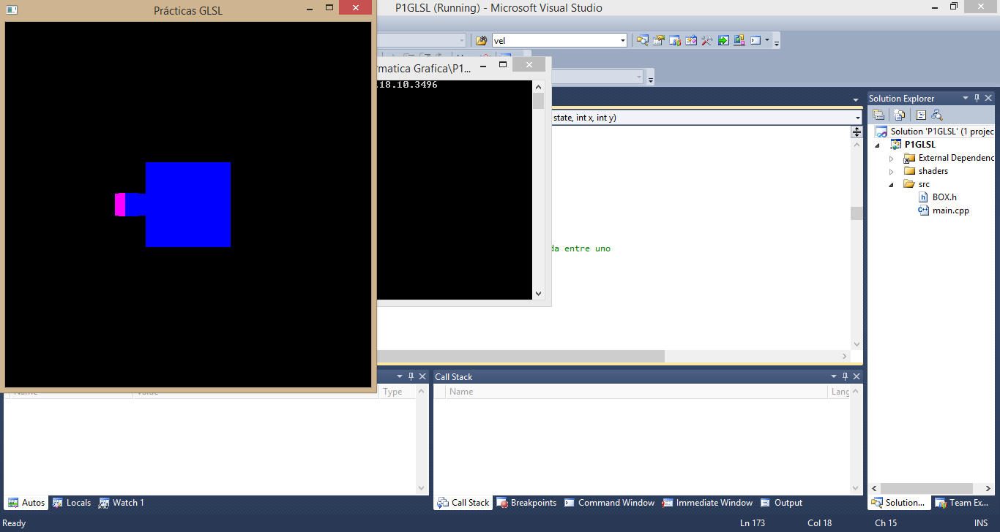 Prácticas GLSL
P1GLSL (Running) - Microsoft Visual Studio
vel
rmatica Grafica\P1...
.18.10.3496
state, int x, int y)
da entre uno
Solution Explorer
Solution 'P1GLSL' (1 projec
P1GLSL
External Dependenc
shaders
src
BOX.h
main.cpp
Name Value Type
Call Stack
Name Lang
Autos Locals Watch 1
Call Stack Breakpoints Command Window Immediate Window Output
Solution... Team Ex...
Ready Ln 173 Col 18 Ch 15 INS